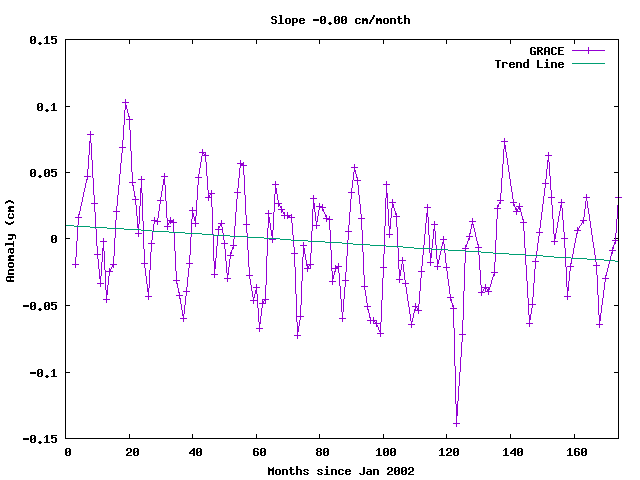 Slope -0.00 cm/month
GRACE
Trend Line
0.15
0.1
0.05
0
-0.05
-0.1
-0.15
Anomaly (cm)
0 20 40 60 80 100 120 140 160
Months since Jan 2002